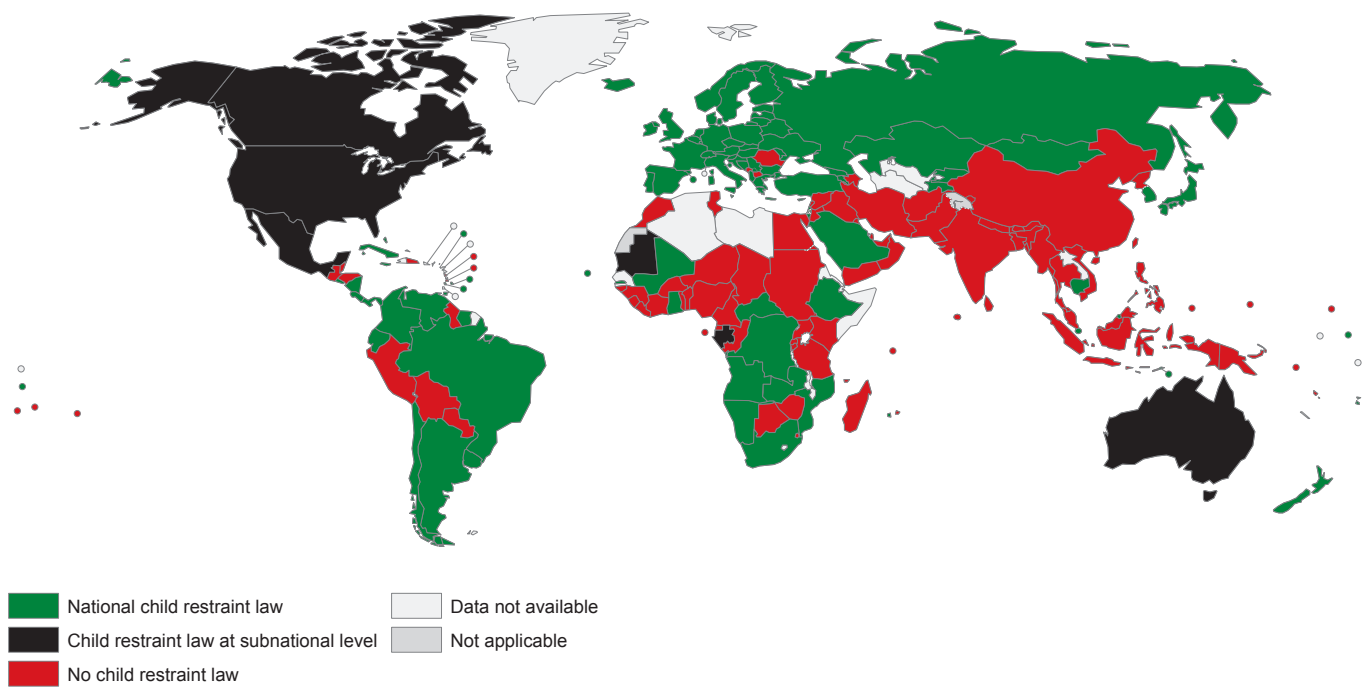 National child restraint law
Child restraint law at subnational level
No child restraint law
Data not available
Not applicable